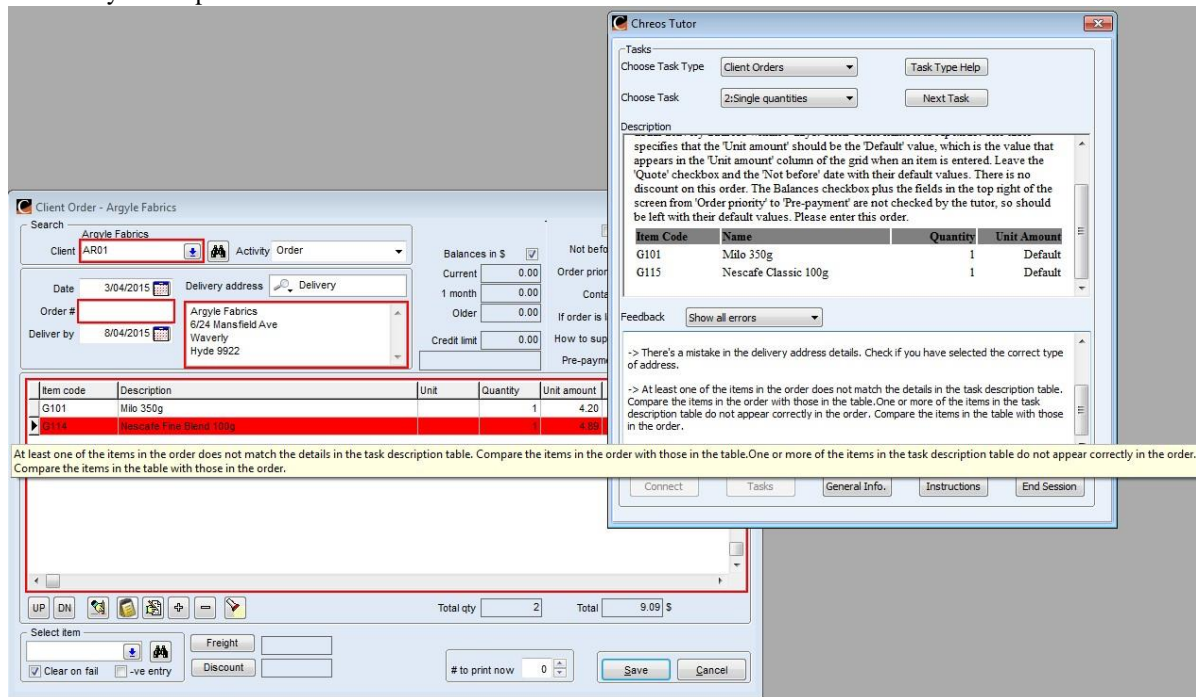 Chreos Tutor
Tasks
Choose Task Type Client Orders Task Type Help
Choose Task 2:Single quantities Next Task
Description
specifies that the 'Unit amount' should be the 'Default' value, which is the value that
appears in the 'Unit amount' column of the grid when an item is entered. Leave the
'Quote' checkbox and the 'Not before' date with their default values. There is no
discount on this order. The Balances checkbox plus the fields in the top right of the
screen from 'Order priority' to 'Pre-payment' are not checked by the tutor, so should
be left with their default values. Please enter this order.
Item Code Name Quantity Unit Amount
G101 Milo 350g 1 Default
G115 Nescafe Classic 100g 1 Default
Feedback Show all errors
-> There's a mistake in the delivery address details. Check if you have selected the correct type
of address.
-> At least one of the items in the order does not match the details in the task description table.
Compare the items in the order with those in the table.One or more of the items in the task
description table do not appear correctly in the order. Compare the items in the table with those
in the order.
Connect Tasks General Info. Instructions End Session
Client Order - Argyle Fabrics
Search
Argyle Fabrics
Client AR01 Activity Order
Balances in $ Not befo
Current 0.00 Order prior
Date 3/04/2015 Delivery address Delivery
1 month 0.00 Conta
Order # Argyle Fabrics
Older 0.00 If order is l
6/24 Mansfield Ave
Deliver by 8/04/2015 Waverly
Credit limit 0.00 How to sup
Hyde 9922
Pre-paym
Item code Description Unit Quantity Unit amount
G101 Milo 350g 1 4.20
G114 Nescafe Fine Blend 100g 1 4.89
At least one of the items in the order does not match the details in the task description table. Compare the items in the order with those in the table.One or more of the items in the task description table do not appear correctly in the order.
Compare the items in the table with those in the order.
UP DN Total qty 2 Total 9.09 $
Select item
Freight
Clear on fail -ve entry Discount # to print now 0 Save Cancel